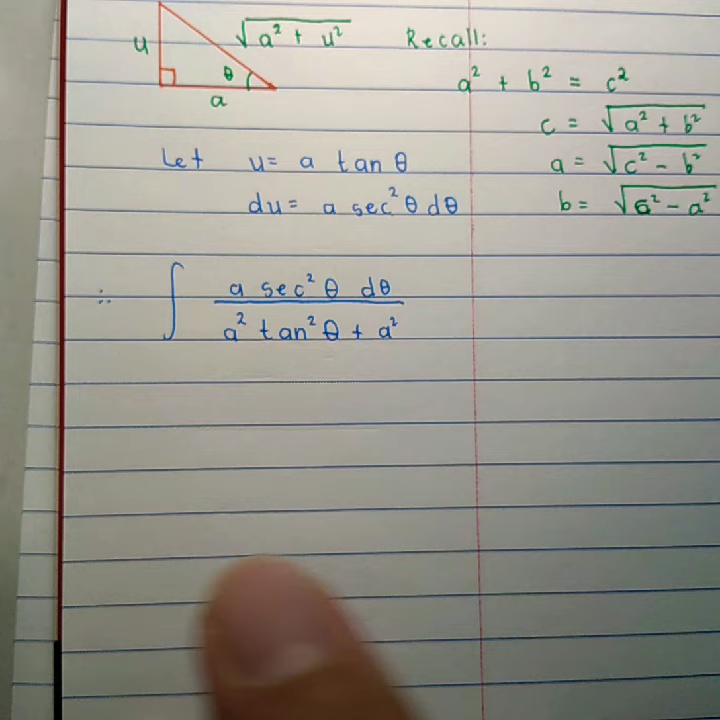 u √(a² + u²) Recall:
θ
a
a² + b² = c²
c = √(a² + b²)
Let u = a tan θ
a = √(c² - b²)
du = a sec² θ dθ
b = √(c² - a²)
∴ ∫ a sec² θ dθ
a² tan² θ + a²